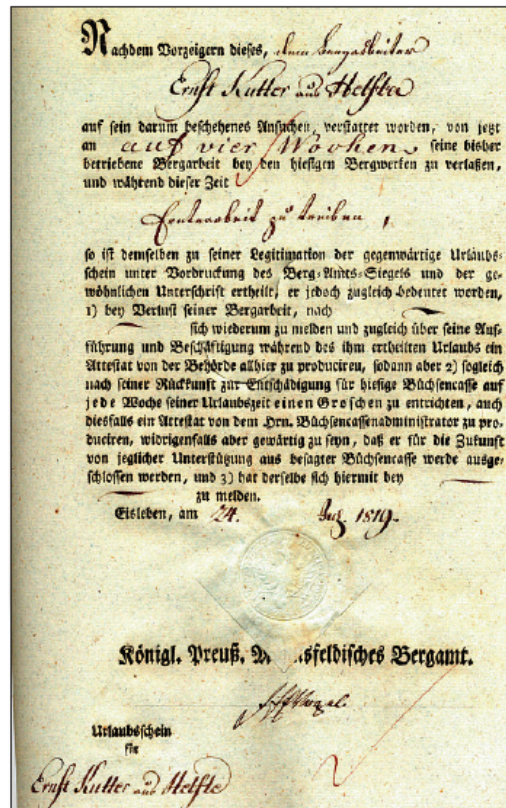 Nachdem Vorzeigern dieses, dem Bergarbeiter
Ernst Kutter aus Helfta
auf sein darum beschehenes Ansuchen, verstattet worden, von jetzt
an auf vier Wochen seine bisher
betriebene Bergarbeit bey den hiesigen Bergwerken zu verlaßen,
und während dieser Zeit
Erntearbeit zu treiben,
so ist demselben zu seiner Legitimation der gegenwärtige Urlaubs-
schein unter Vordruckung des Berg-Amts-Siegels und der ge-
wöhnlichen Unterschrift ertheilt, er jedoch zugleich bedeutet worden,
1) bey Verlust seiner Bergarbeit, nach
sich wiederum zu melden und zugleich über seine Auf-
führung und Beschäftigung während des ihm ertheilten Urlaubs ein
Attestat von der Behörde allhier zu produciren, sodann aber 2) sogleich
nach seiner Rückkunft zur Entschädigung für hiesige Büchsencasse auf
jede Woche seiner Urlaubszeit einen Groschen zu entrichten, auch
diesfalls ein Attestat von dem Hrn. Büchsencassenadministrator zu pro-
duciren, widrigenfalls aber gewärtig zu seyn, daß er für die Zukunft
von jeglicher Unterstützung aus besagter Büchsencasse werde ausge-
schlossen werden, und 3) hat derselbe sich hiermit bey
zu melden.
Eisleben, am 24. July 1819.
Königl. Preuß. M sfeldisches Bergamt.
Urlaubsschein
für
Ernst Kutter aus Helfta